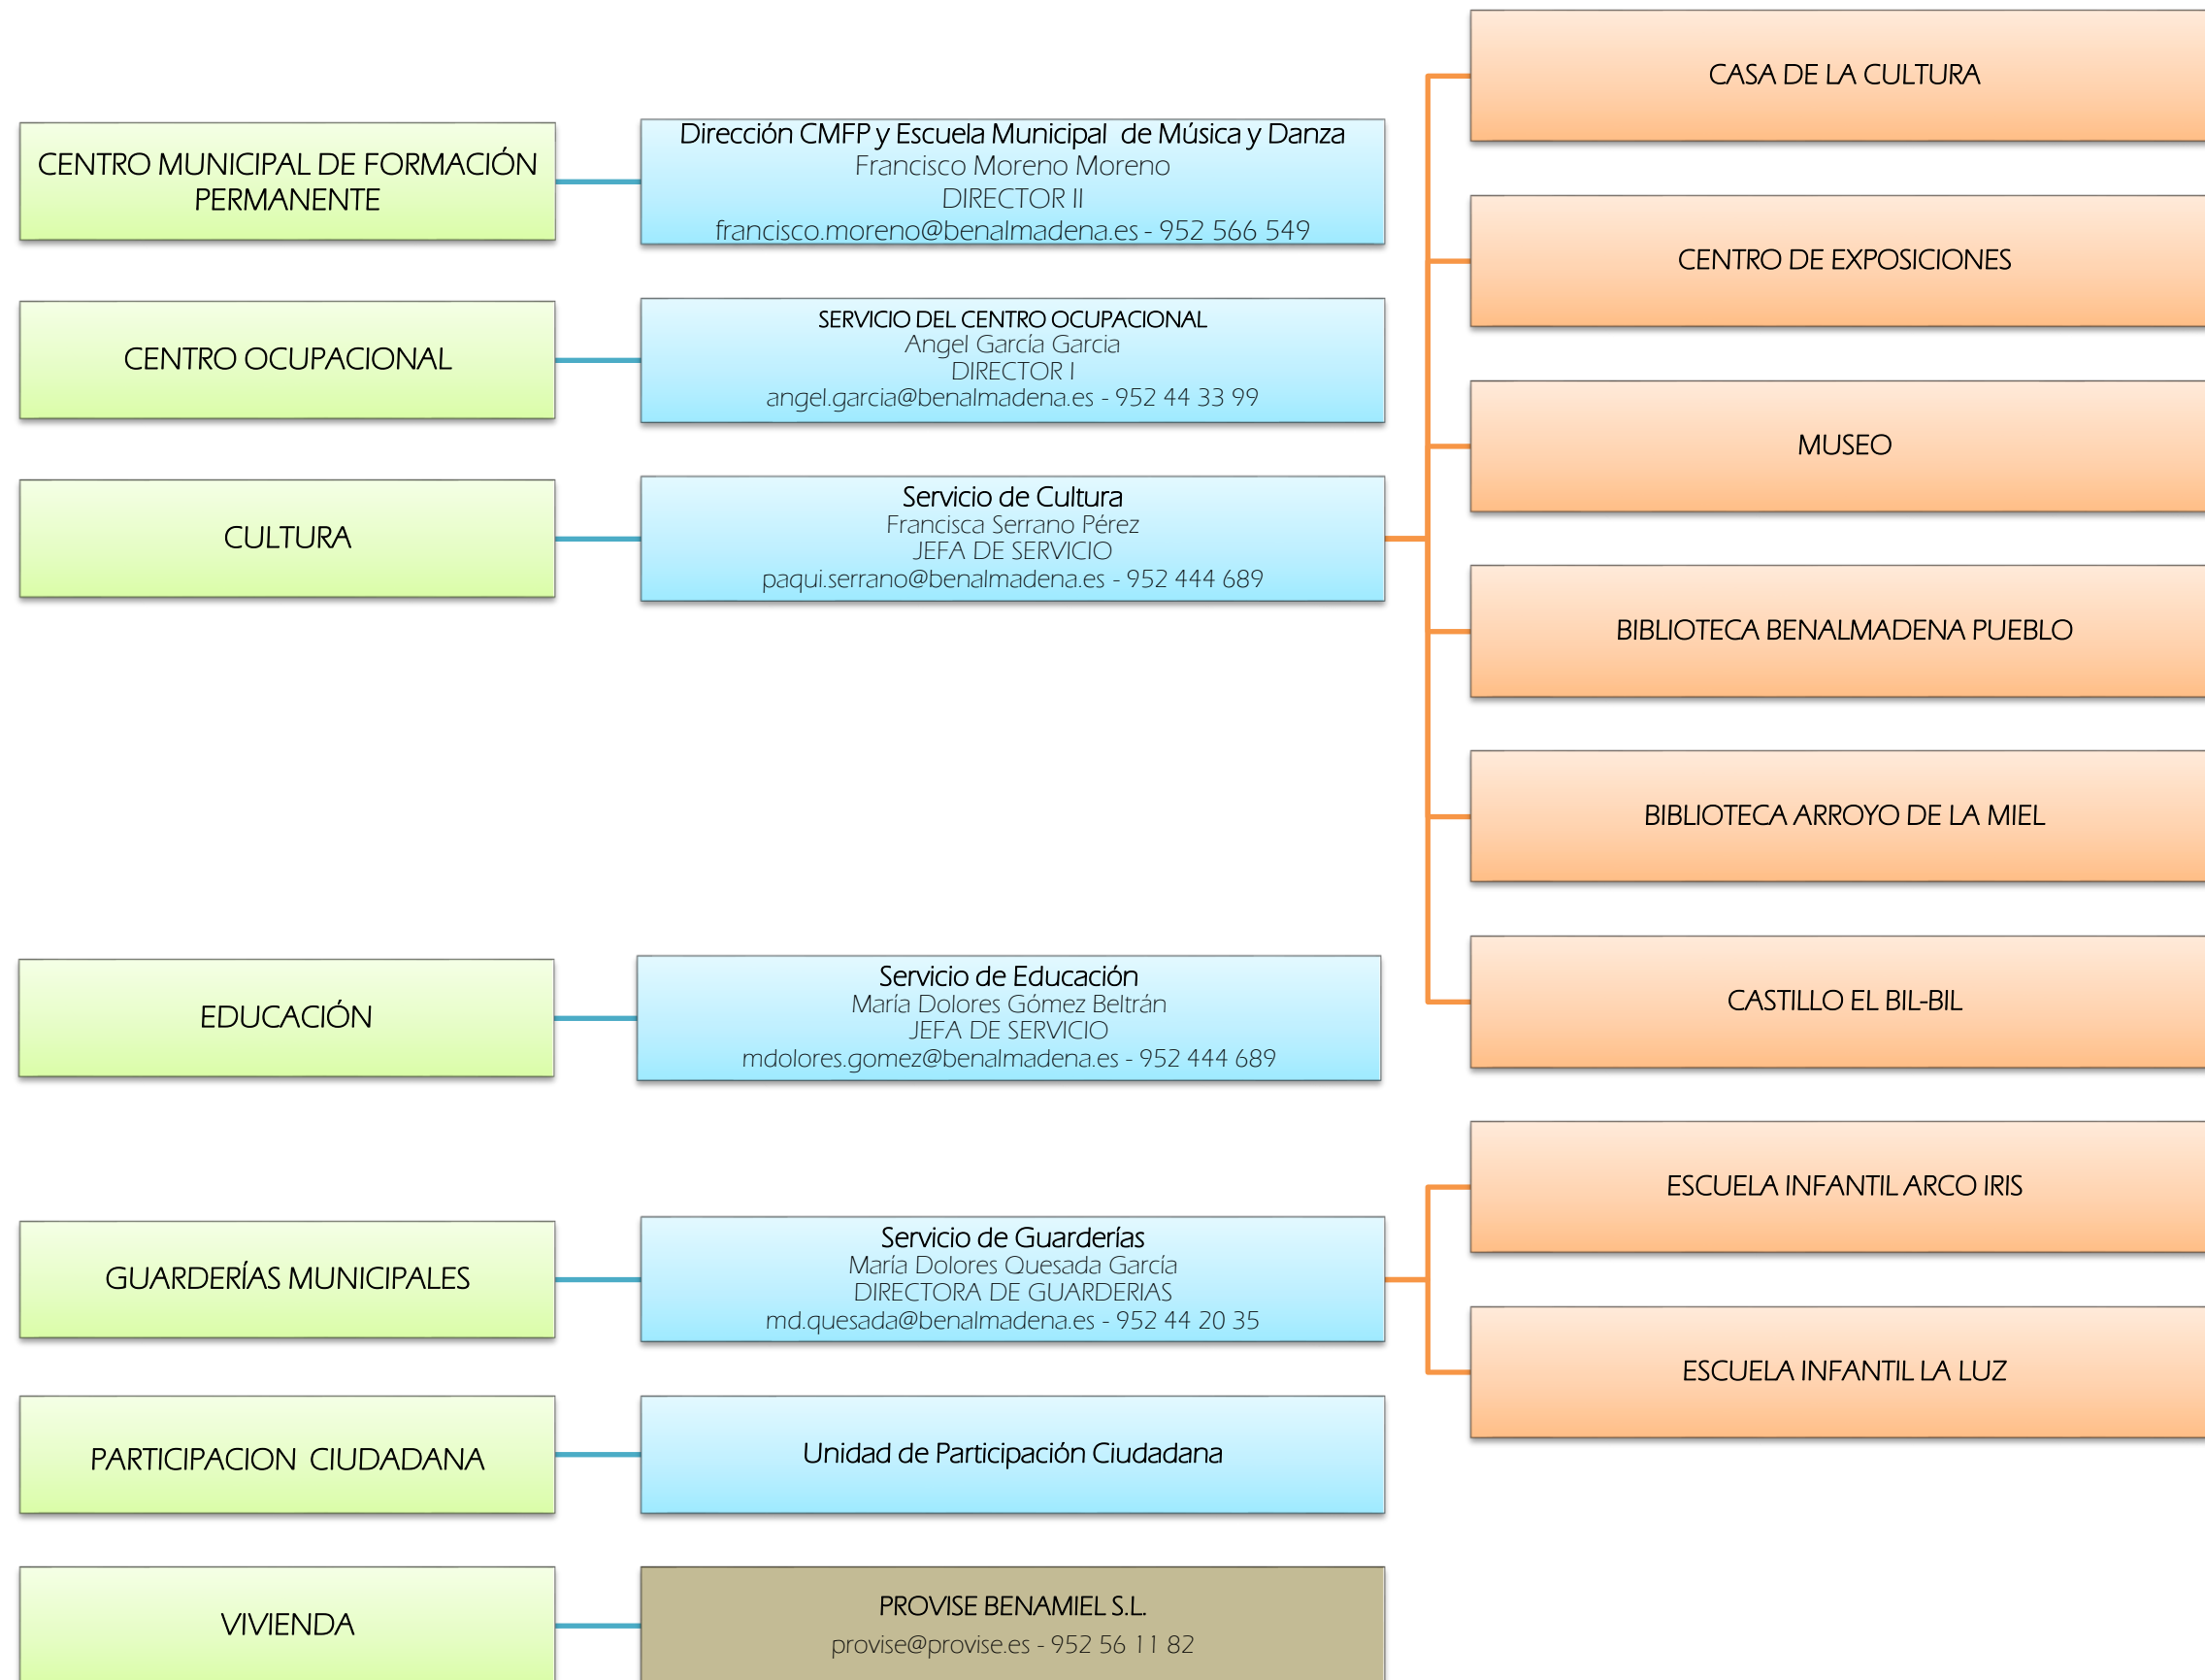 CENTRO MUNICIPAL DE FORMACIÓN
PERMANENTE
Dirección CMFP y Escuela Municipal  de Música y Danza
Francisco Moreno Moreno
DIRECTOR II
francisco.moreno@benalmadena.es - 952 566 549
CENTRO OCUPACIONAL
SERVICIO DEL CENTRO OCUPACIONAL
Angel García Garcia
DIRECTOR I
angel.garcia@benalmadena.es - 952 44 33 99
CULTURA
Servicio de Cultura
Francisca Serrano Pérez
JEFA DE SERVICIO
paqui.serrano@benalmadena.es - 952 444 689
CASA DE LA CULTURA
CENTRO DE EXPOSICIONES
MUSEO
BIBLIOTECA BENALMADENA PUEBLO
BIBLIOTECA ARROYO DE LA MIEL
CASTILLO EL BIL-BIL
EDUCACIÓN
Servicio de Educación
María Dolores Gómez Beltrán
JEFA DE SERVICIO
mdolores.gomez@benalmadena.es - 952 444 689
GUARDERÍAS MUNICIPALES
Servicio de Guarderías
María Dolores Quesada García
DIRECTORA DE GUARDERIAS
md.quesada@benalmadena.es - 952 44 20 35
ESCUELA INFANTIL ARCO IRIS
ESCUELA INFANTIL LA LUZ
PARTICIPACION  CIUDADANA
Unidad de Participación Ciudadana
VIVIENDA
PROVISE BENAMIEL S.L.
provise@provise.es - 952 56 11 82